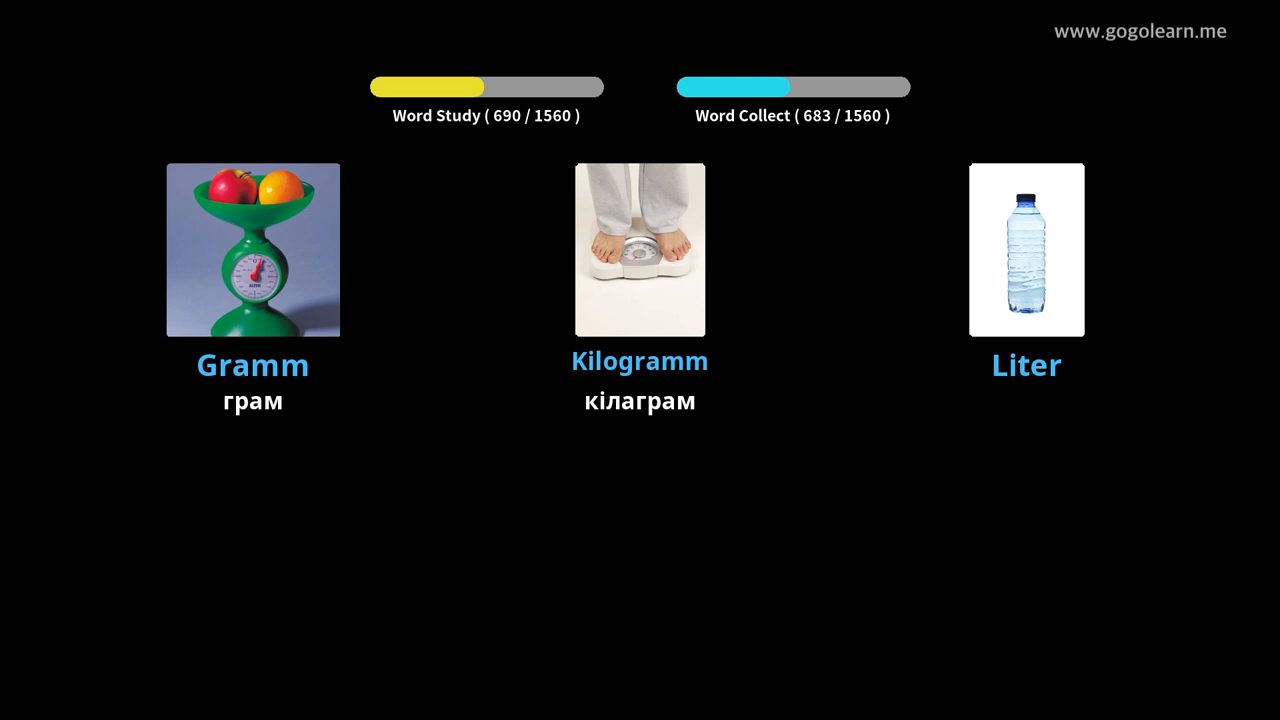 www.gogolearn.me
Word Study ( 690 / 1560 )
Word Collect ( 683 / 1560 )
Gramm
Kilogramm
Liter
грам
кілаграм